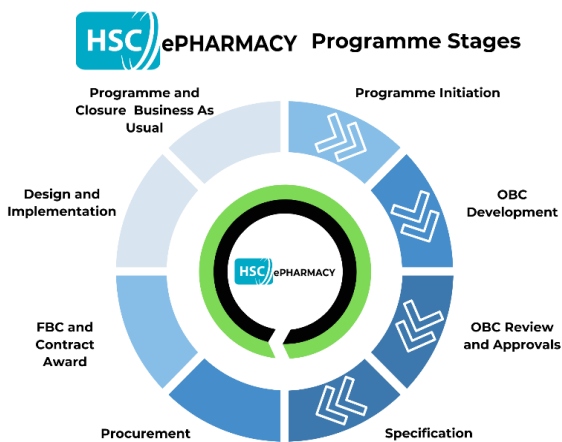 HSC ePHARMACY Programme Stages
Programme and
Closure Business As
Usual
Programme Initiation
Design and
Implementation
OBC
Development
HSC ePHARMACY
FBC and
Contract
Award
OBC Review
and Approvals
Procurement
Specification